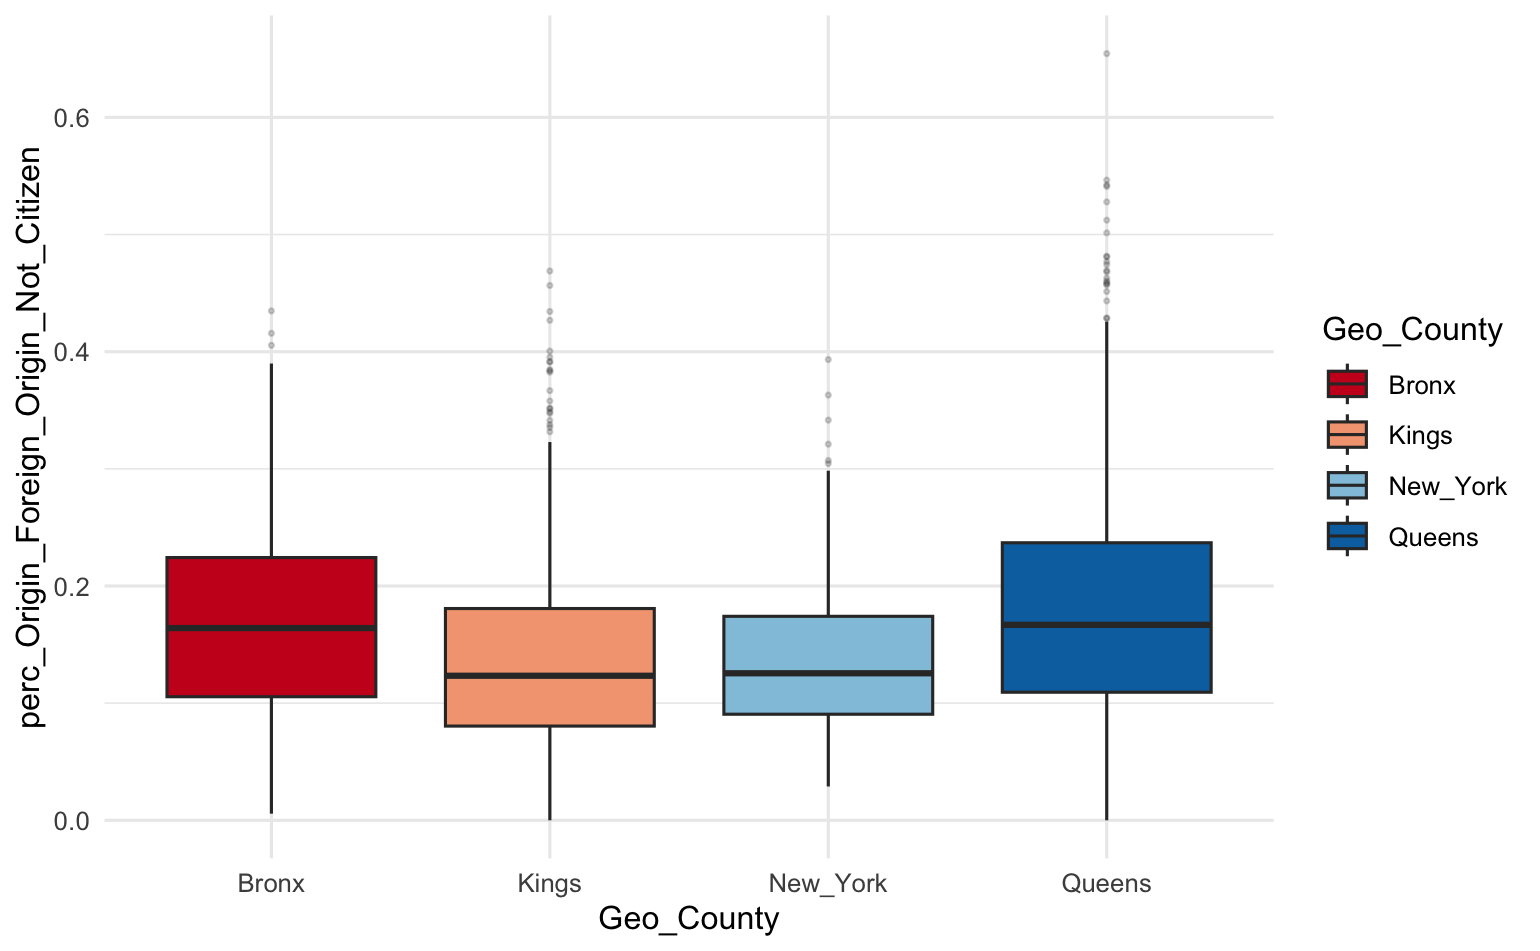 perc_Origin_Foreign_Origin_Not_Citizen
0.6
0.4
0.2
0.0
Bronx
Kings
New_York
Queens
Geo_County
Geo_County
Bronx
Kings
New_York
Queens